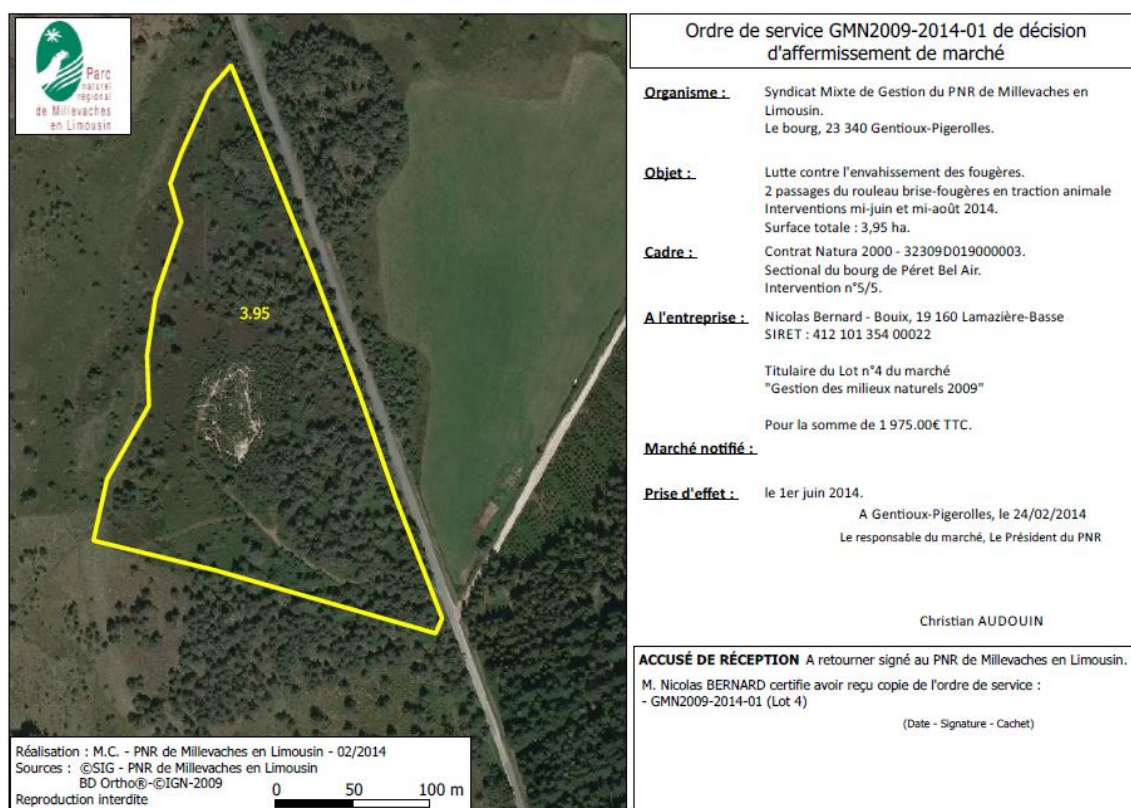 Parc
naturel
régional
de Millevaches
en Limousin
3.95
Réalisation : M.C. - PNR de Millevaches en Limousin - 02/2014
Sources : ©SIG - PNR de Millevaches en Limousin
BD Ortho®-©IGN-2009
Reproduction interdite
0 50 100 m
Ordre de service GMN2009-2014-01 de décision
d'affermissement de marché
Organisme : Syndicat Mixte de Gestion du PNR de Millevaches en
Limousin.
Le bourg, 23 340 Gentioux-Pigerolles.
Objet : Lutte contre l'envahissement des fougères.
2 passages du rouleau brise-fougères en traction animale
Interventions mi-juin et mi-août 2014.
Surface totale : 3,95 ha.
Cadre : Contrat Natura 2000 - 32309D019000003.
Sectional du bourg de Péret Bel Air.
Intervention n°5/5.
A l'entreprise : Nicolas Bernard - Bouix, 19 160 Lamazière-Basse
SIRET : 412 101 354 00022
Titulaire du Lot n°4 du marché
"Gestion des milieux naturels 2009"
Pour la somme de 1 975.00€ TTC.
Marché notifié :
Prise d'effet : le 1er juin 2014.
A Gentioux-Pigerolles, le 24/02/2014
Le responsable du marché, Le Président du PNR
Christian AUDOUIN
ACCUSÉ DE RÉCEPTION A retourner signé au PNR de Millevaches en Limousin.
M. Nicolas BERNARD certifie avoir reçu copie de l'ordre de service :
- GMN2009-2014-01 (Lot 4)
(Date - Signature - Cachet)